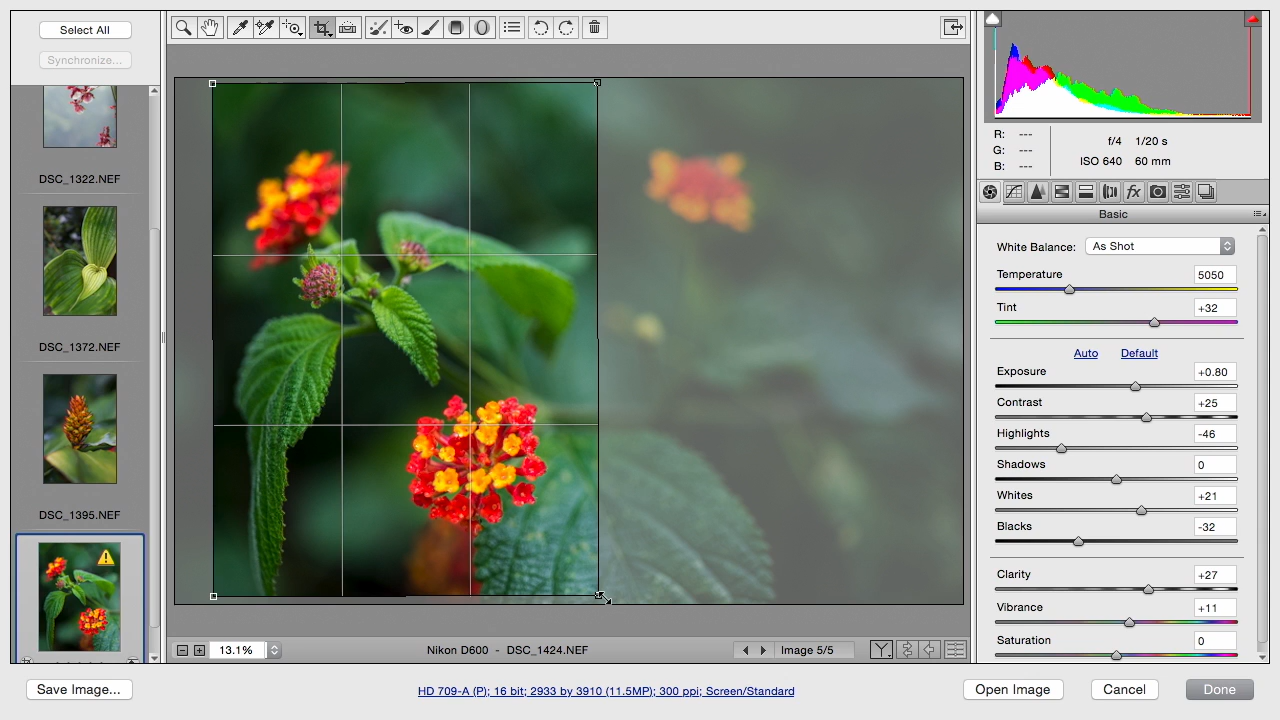 Select All
Synchronize...
DSC_1322.NEF
DSC_1372.NEF
DSC_1395.NEF
13.1%
Nikon D600 - DSC_1424.NEF
Image 5/5
Y
R: ---
G: ---
B: ---
f/4 1/20 s
ISO 640 60 mm
fx
Basic
White Balance: As Shot
Temperature 5050
Tint +32
Auto Default
Exposure +0.80
Contrast +25
Highlights -46
Shadows 0
Whites +21
Blacks -32
Clarity +27
Vibrance +11
Saturation 0
Save Image...
HD 709-A (P); 16 bit; 2933 by 3910 (11.5MP); 300 ppi; Screen/Standard
Open Image
Cancel
Done